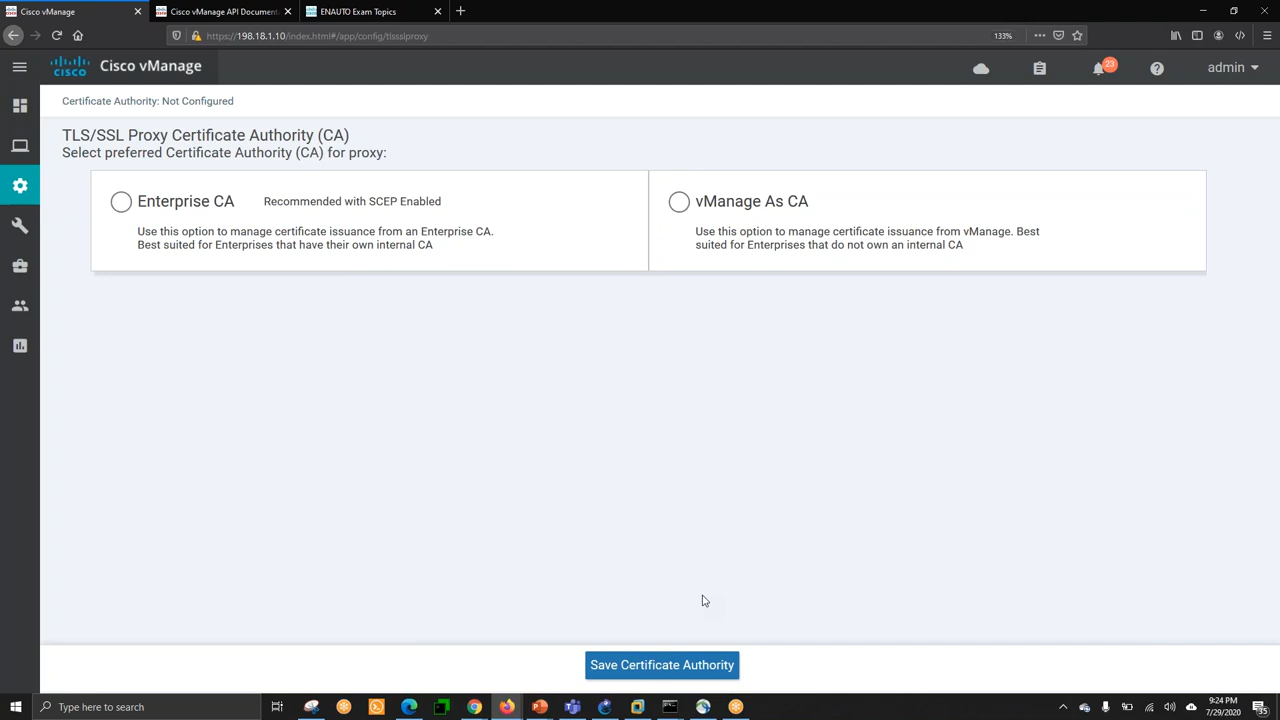 Cisco vManage
Cisco vManage API Documentati
ENAUTO Exam Topics
https://198.18.1.10/index.html#/app/config/tlssslproxy
133%
cisco
Cisco vManage
23
admin
Certificate Authority: Not Configured
TLS/SSL Proxy Certificate Authority (CA)
Select preferred Certificate Authority (CA) for proxy:
Enterprise CA
Recommended with SCEP Enabled
Use this option to manage certificate issuance from an Enterprise CA.
Best suited for Enterprises that have their own internal CA
vManage As CA
Use this option to manage certificate issuance from vManage. Best
suited for Enterprises that do not own an internal CA
Save Certificate Authority
Type here to search
9:24 PM
7/29/2020